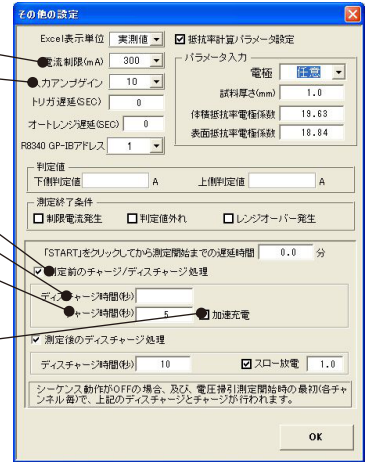 その他の設定
Excel表示単位 実測値
電流制限(mA) 300
入力アンプゲイン 10
トリガ遅延(SEC) 0
オートレンジ遅延(SEC) 0
R8340 GP-IBアドレス 1
抵抗率計算パラメータ設定
パラメータ入力
電極 任意
試料厚さ(mm) 1.0
体積抵抗率電極係数 19.63
表面抵抗率電極係数 18.84
判定値
下側判定値 A 上側判定値 A
測定終了条件
制限電流発生 判定値外れ レンジオーバー発生
「START」をクリックしてから測定開始までの遅延時間 0.0 分
定前のチャージ/ディスチャージ処理
ディスチャージ時間(秒)
チャージ時間(秒) 5 加速充電
測定後のディスチャージ処理
ディスチャージ時間(秒) 10 スロー放電 1.0
シーケンス動作がOFFの場合、及び、電圧掃引測定開始時の最初(各チャ
ンネル毎)で、上記のディスチャージとチャージが行われます。
OK